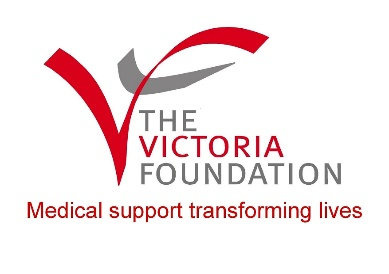 THE
VICTORIA
FOUNDATION
Medical support transforming lives